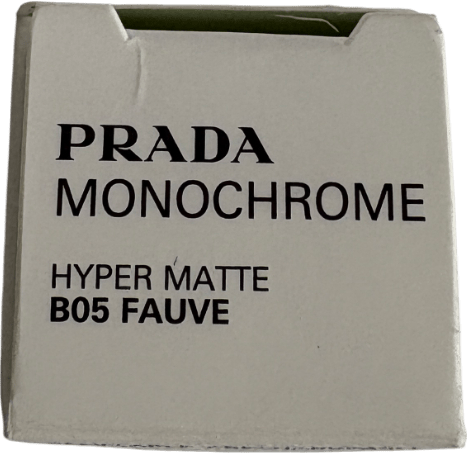 PRADA
MONOCHROME
HYPER MATTE
B05 FAUVE